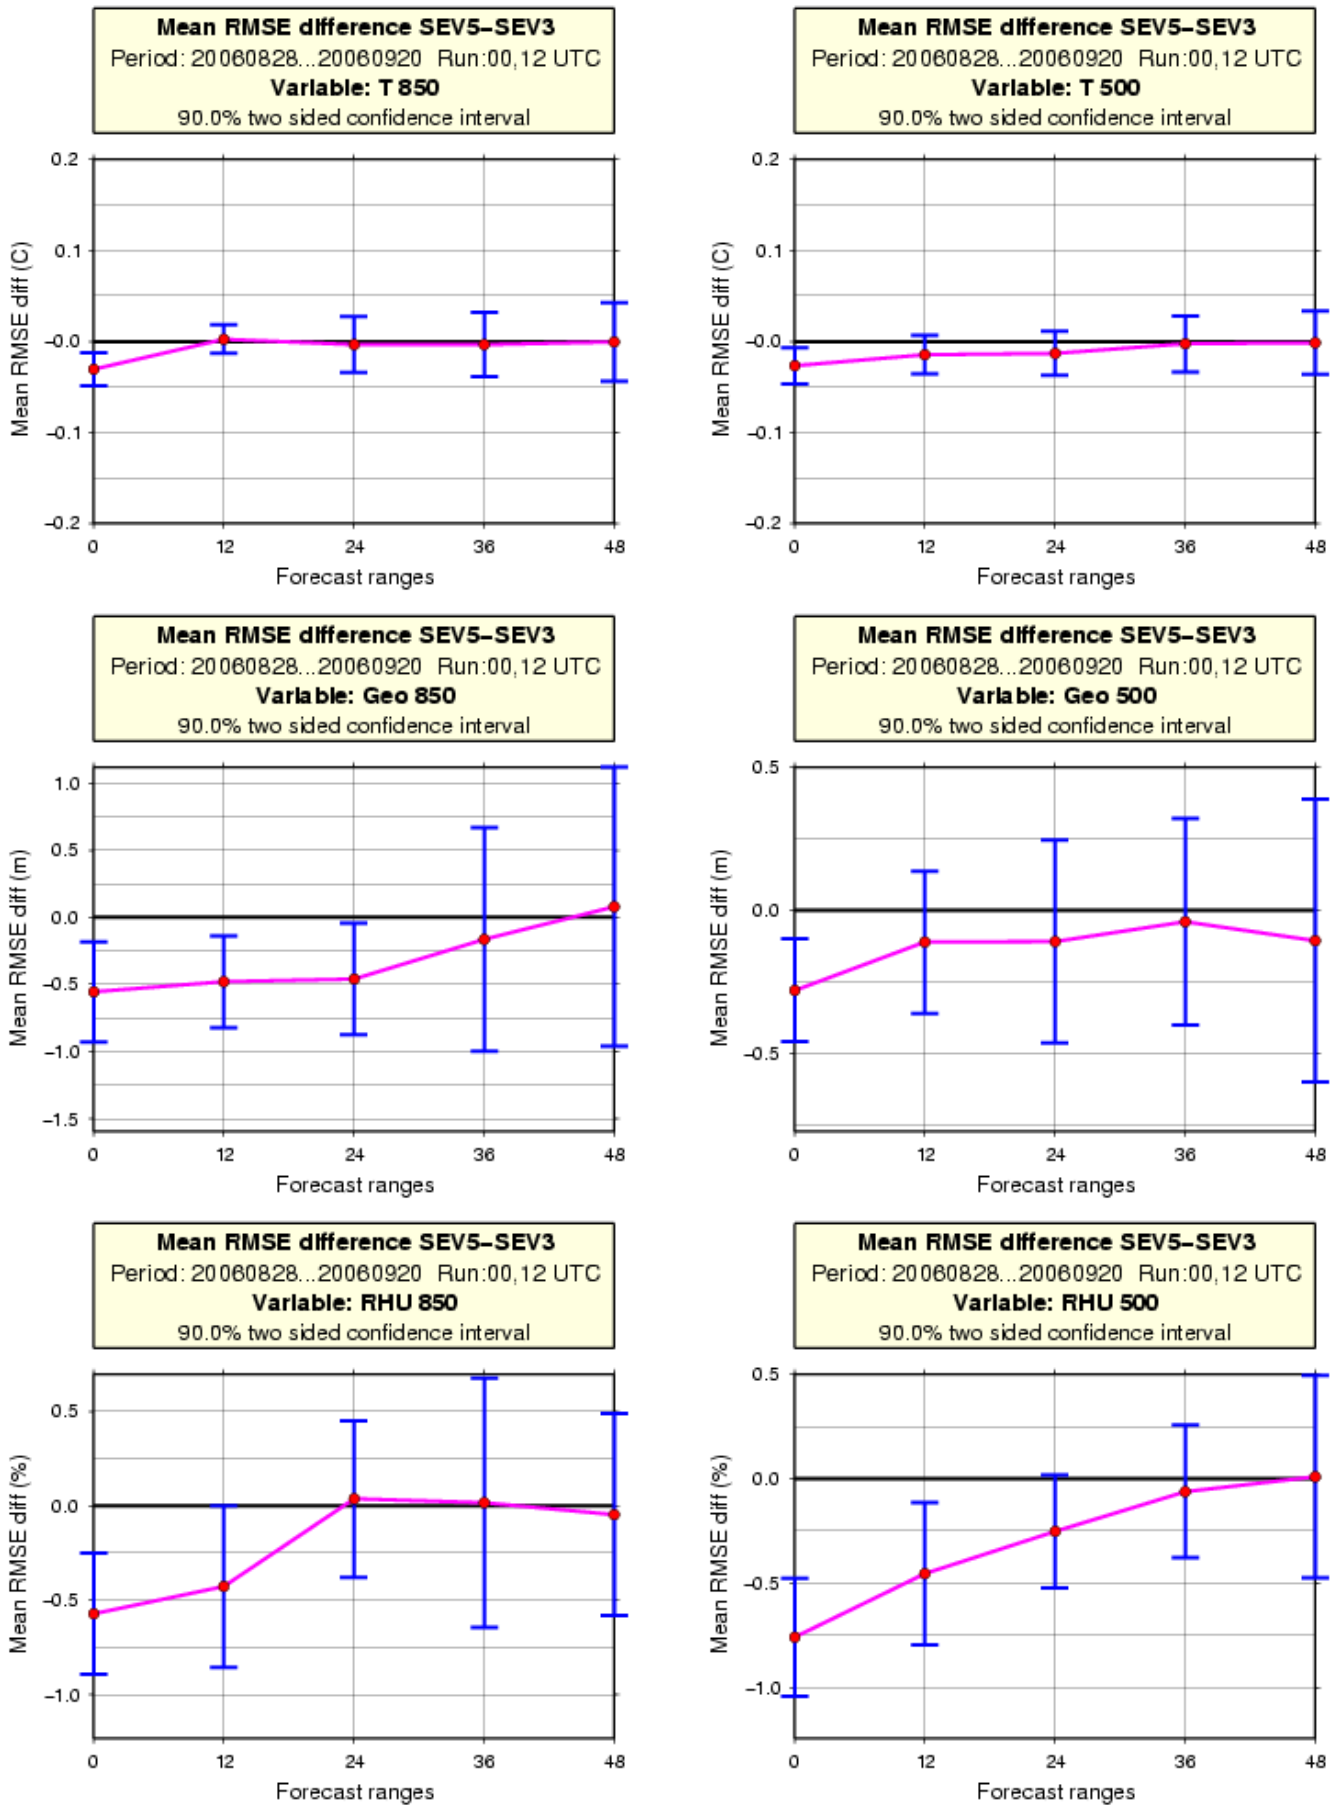 Mean RMSE difference SEV5–SEV3
Period: 20060828...20060920 Run:00,12 UTC
Variable: T 850
90.0% two sided confidence interval
0.2
0.1
–0.0
–0.1
–0.2
Mean RMSE diff (C)
0 12 24 36 48
Forecast ranges
Mean RMSE difference SEV5–SEV3
Period: 20060828...20060920 Run:00,12 UTC
Variable: T 500
90.0% two sided confidence interval
0.2
0.1
–0.0
–0.1
–0.2
Mean RMSE diff (C)
0 12 24 36 48
Forecast ranges
Mean RMSE difference SEV5–SEV3
Period: 20060828...20060920 Run:00,12 UTC
Variable: Geo 850
90.0% two sided confidence interval
1.0
0.5
0.0
–0.5
–1.0
–1.5
Mean RMSE diff (m)
0 12 24 36 48
Forecast ranges
Mean RMSE difference SEV5–SEV3
Period: 20060828...20060920 Run:00,12 UTC
Variable: Geo 500
90.0% two sided confidence interval
0.5
0.0
–0.5
Mean RMSE diff (m)
0 12 24 36 48
Forecast ranges
Mean RMSE difference SEV5–SEV3
Period: 20060828...20060920 Run:00,12 UTC
Variable: RHU 850
90.0% two sided confidence interval
0.5
0.0
–0.5
–1.0
Mean RMSE diff (%)
0 12 24 36 48
Forecast ranges
Mean RMSE difference SEV5–SEV3
Period: 20060828...20060920 Run:00,12 UTC
Variable: RHU 500
90.0% two sided confidence interval
0.5
0.0
–0.5
–1.0
Mean RMSE diff (%)
0 12 24 36 48
Forecast ranges